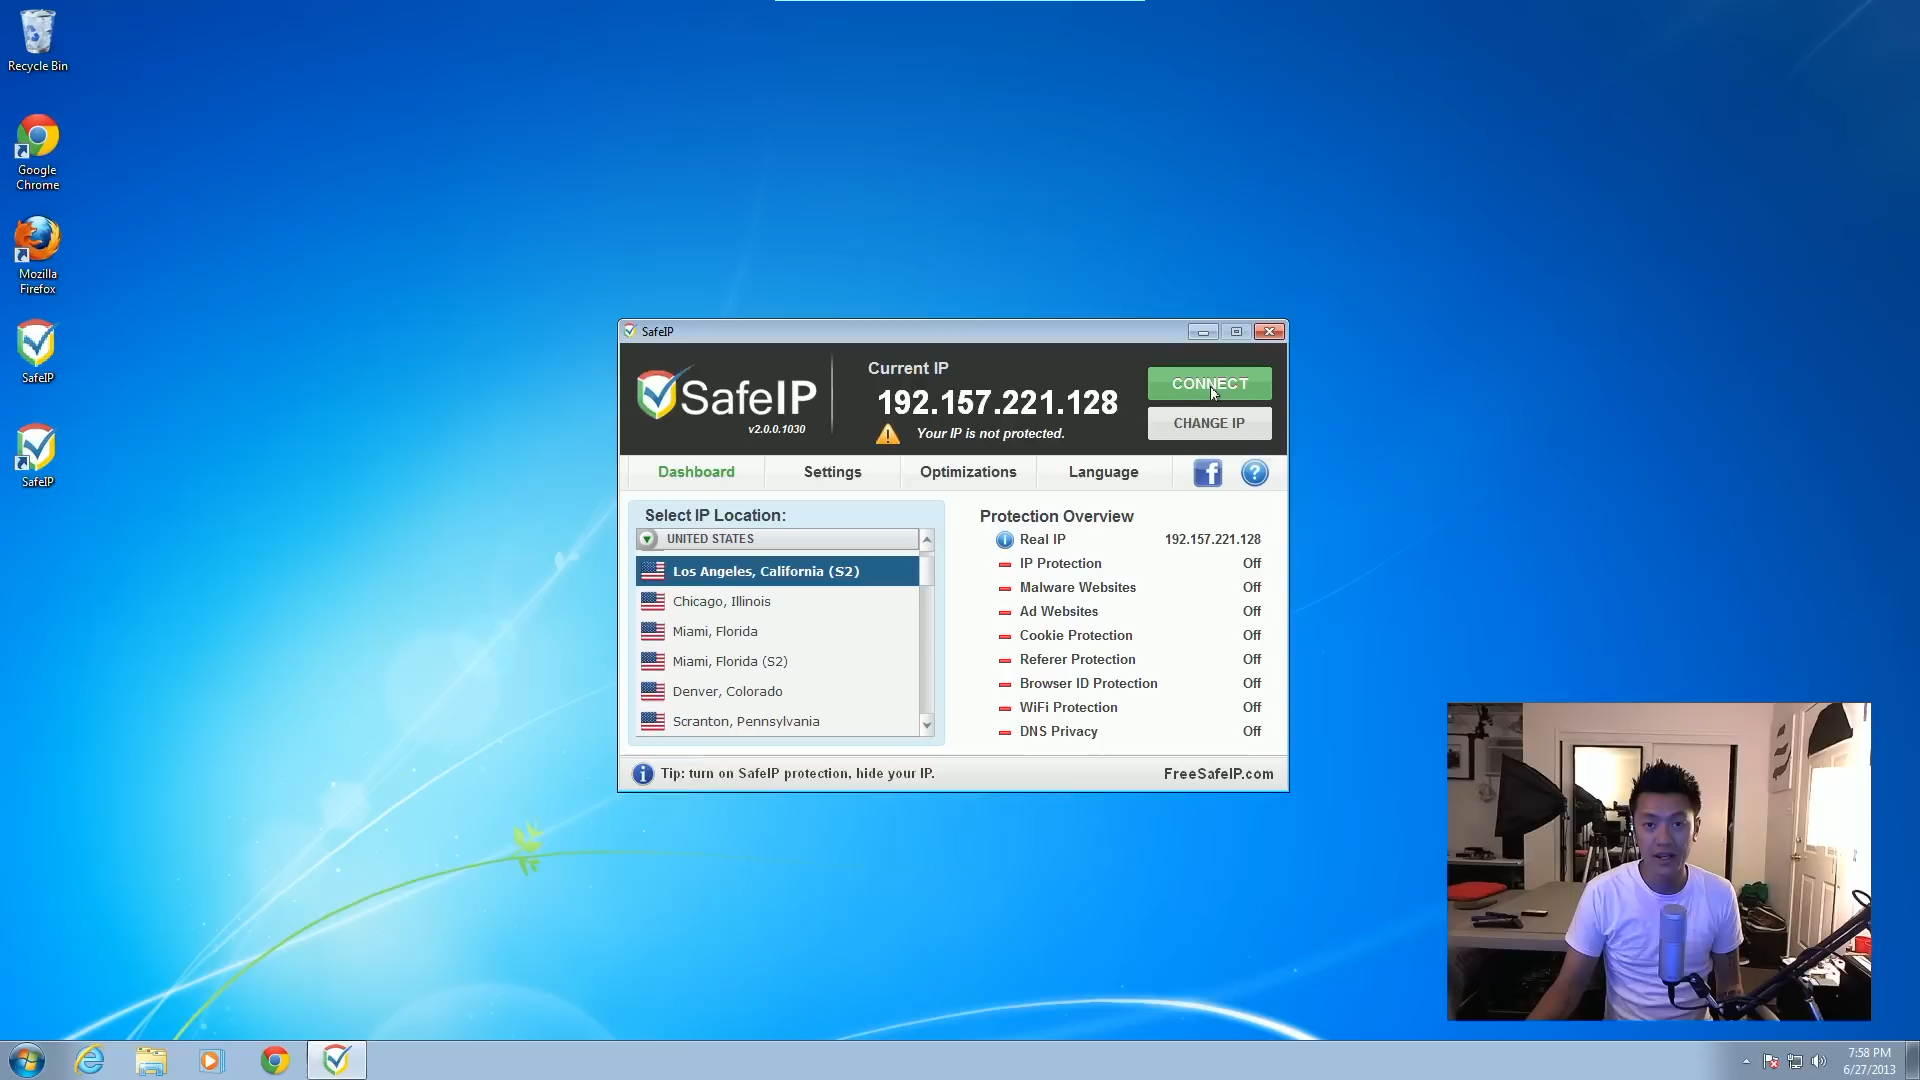 Recycle Bin
Google
Chrome
Mozilla
Firefox
SafeIP
SafeIP
SafeIP
SafeIP
v2.0.0.1030
Current IP
192.157.221.128
Your IP is not protected.
CONNECT
CHANGE IP
Dashboard
Settings
Optimizations
Language
f
?
Select IP Location:
UNITED STATES
Los Angeles, California (S2)
Chicago, Illinois
Miami, Florida
Miami, Florida (S2)
Denver, Colorado
Scranton, Pennsylvania
Protection Overview
Real IP 192.157.221.128
IP Protection Off
Malware Websites Off
Ad Websites Off
Cookie Protection Off
Referer Protection Off
Browser ID Protection Off
WiFi Protection Off
DNS Privacy Off
Tip: turn on SafeIP protection, hide your IP.
FreeSafeIP.com
7:58 PM
6/27/2013